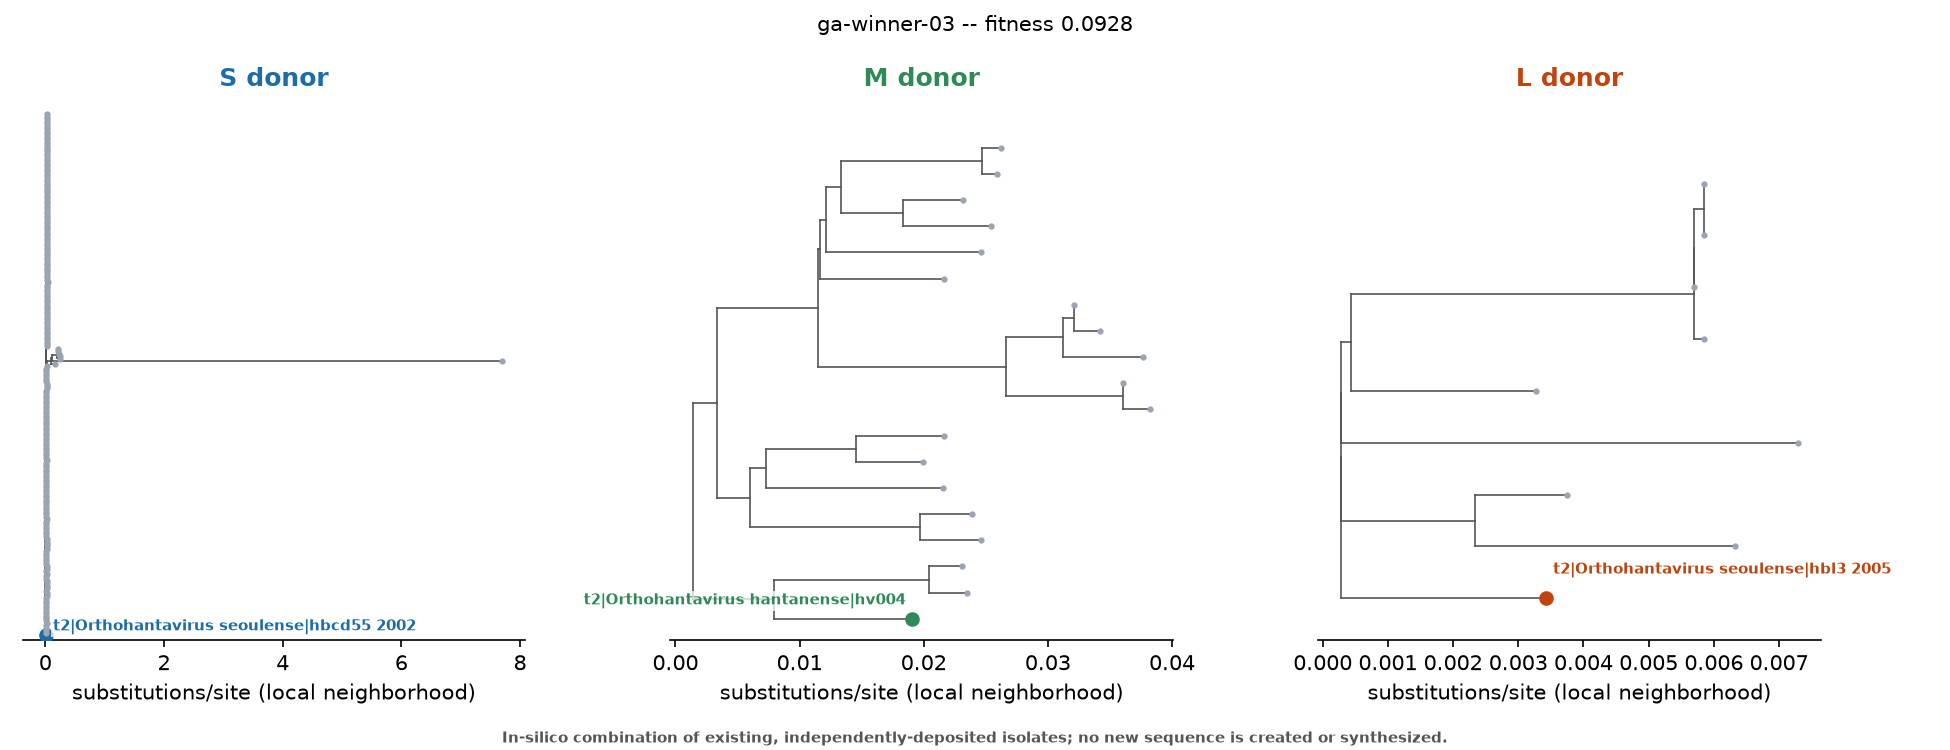 ga-winner-03 -- fitness 0.0928
S donor
M donor
L donor
t2|Orthohantavirus seoulense|hbcd55 2002
t2|Orthohantavirus hantanense|hv004
t2|Orthohantavirus seoulense|hbl3 2005
0 2 4 6 8
0.00 0.01 0.02 0.03 0.04
0.000 0.001 0.002 0.003 0.004 0.005 0.006 0.007
substitutions/site (local neighborhood)
substitutions/site (local neighborhood)
substitutions/site (local neighborhood)
In-silico combination of existing, independently-deposited isolates; no new sequence is created or synthesized.